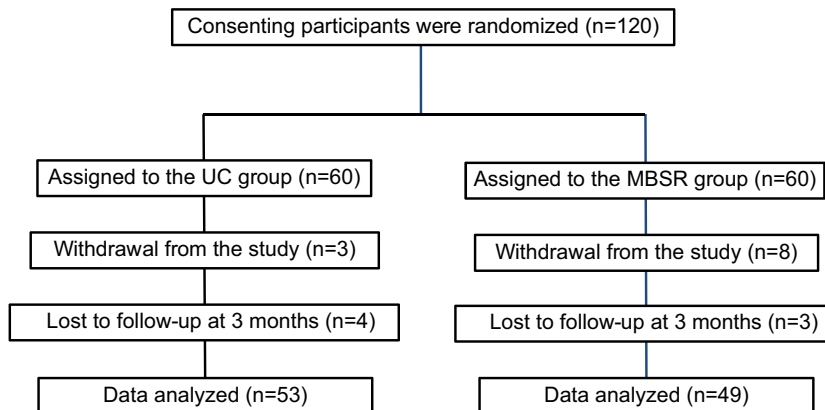 Consenting participants were randomized (n=120)
Assigned to the UC group (n=60)
Assigned to the MBSR group (n=60)
Withdrawal from the study (n=3)
Withdrawal from the study (n=8)
Lost to follow-up at 3 months (n=4)
Lost to follow-up at 3 months (n=3)
Data analyzed (n=53)
Data analyzed (n=49)